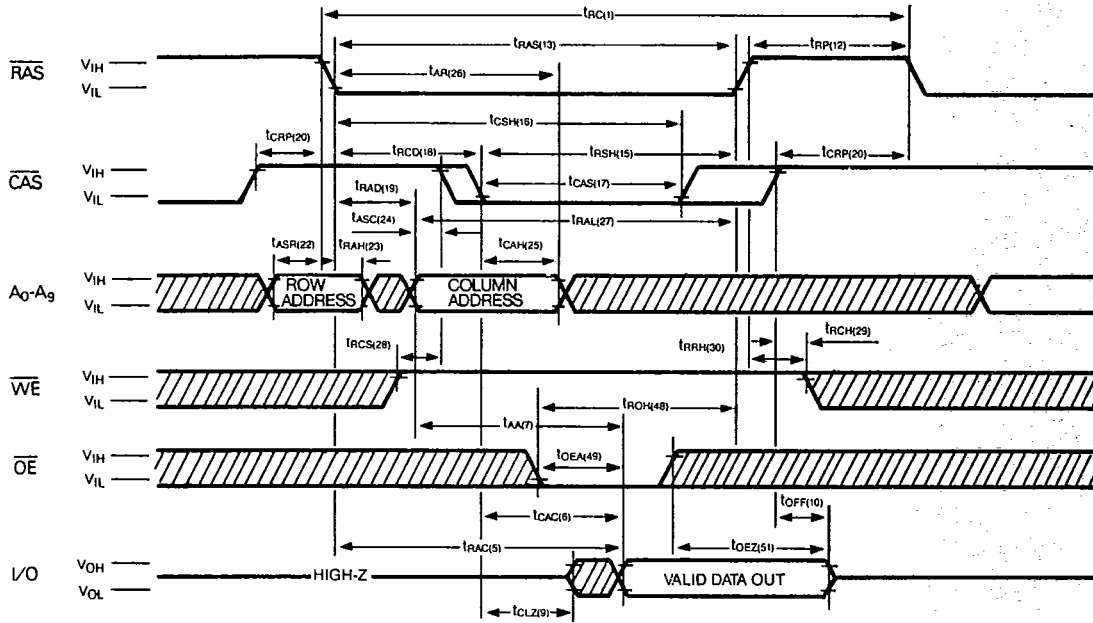 tRC(1)
tRAS(13)
tRP(12)
RAS
VIH
VIL
tAR(26)
tCSH(16)
tCRP(20)
tRCD(18)
tRSH(15)
tCRP(20)
CAS
VIH
VIL
tCAS(17)
tRAD(19)
tASC(24)
tRAL(27)
tASR(22)
tRAH(23)
tCAH(25)
A0-A9
VIH
VIL
ROW ADDRESS
COLUMN ADDRESS
tRCS(28)
tRRH(30)
tRCH(29)
WE
VIH
VIL
tROH(48)
tAA(7)
OE
VIH
VIL
tOEA(49)
tCAC(6)
tOFF(10)
tRAC(5)
tOEZ(51)
I/O
VOH
VOL
HIGH-Z
VALID DATA OUT
tCLZ(9)